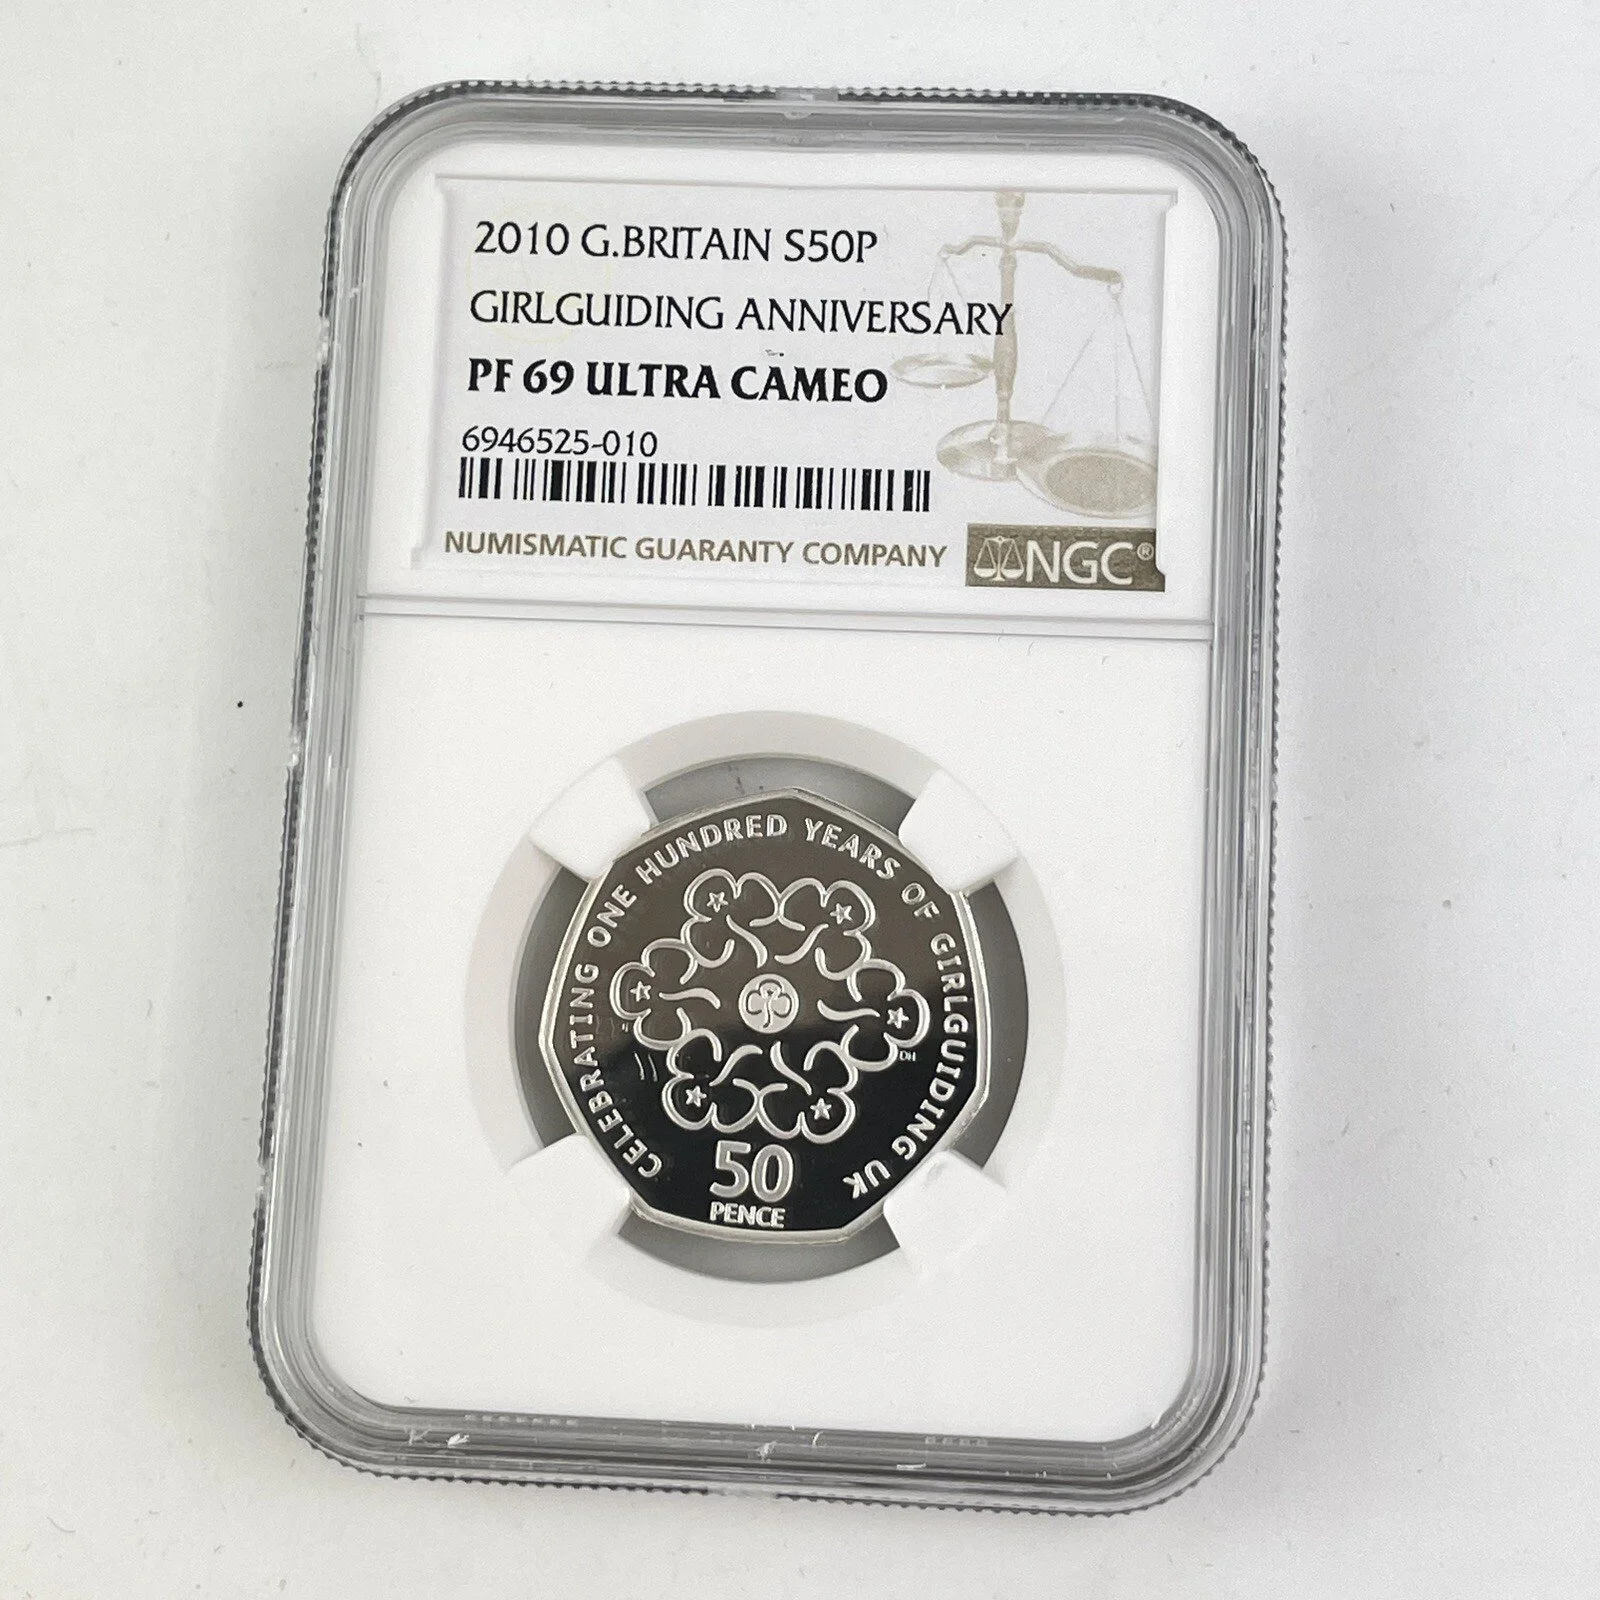 2010 G.BRITAIN S50P
GIRLGUIDING ANNIVERSARY
PF 69 ULTRA CAMEO
6946525-010
NUMISMATIC GUARANTY COMPANY
NGC®
CELEBRATING ONE HUNDRED YEARS OF GIRLGUIDING UK
DH
50
PENCE